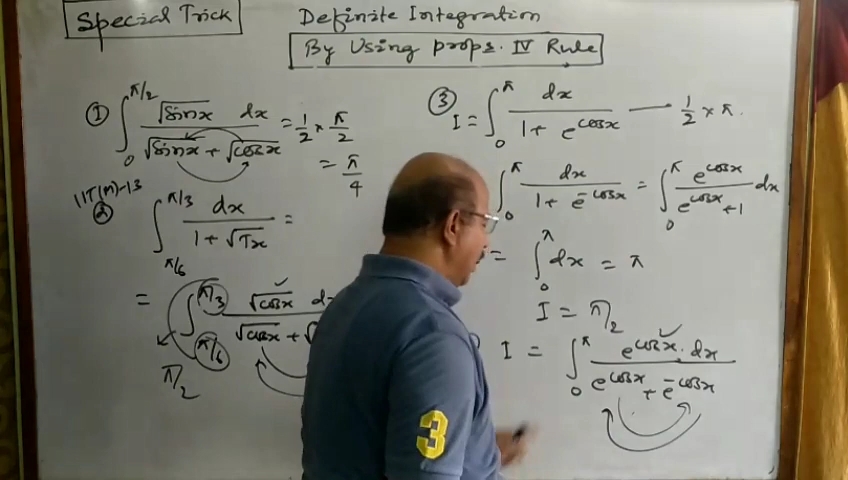 Special Trick
Definite Integration
By Using props. IV Rule
① ∫₀^π/2 √sinx dx / (√sinx + √cosx) = 1/2 × π/2
= π/4
IIT(M)-13
② ∫_π/6^π/3 dx / (1 + √Tx) =
= ∫_π/6^π/3 √cosx d / (√cosx + √
π/2
③ I = ∫₀^π dx / (1 + e^cosx) — 1/2 × π.
∫₀^π dx / (1 + e^-cosx) = ∫₀^π e^cosx / (e^cosx + 1) dx
= ∫₀^π dx = π
I = π/2
I = ∫₀^π e^cosx . dx / (e^cosx + e^-cosx)
3